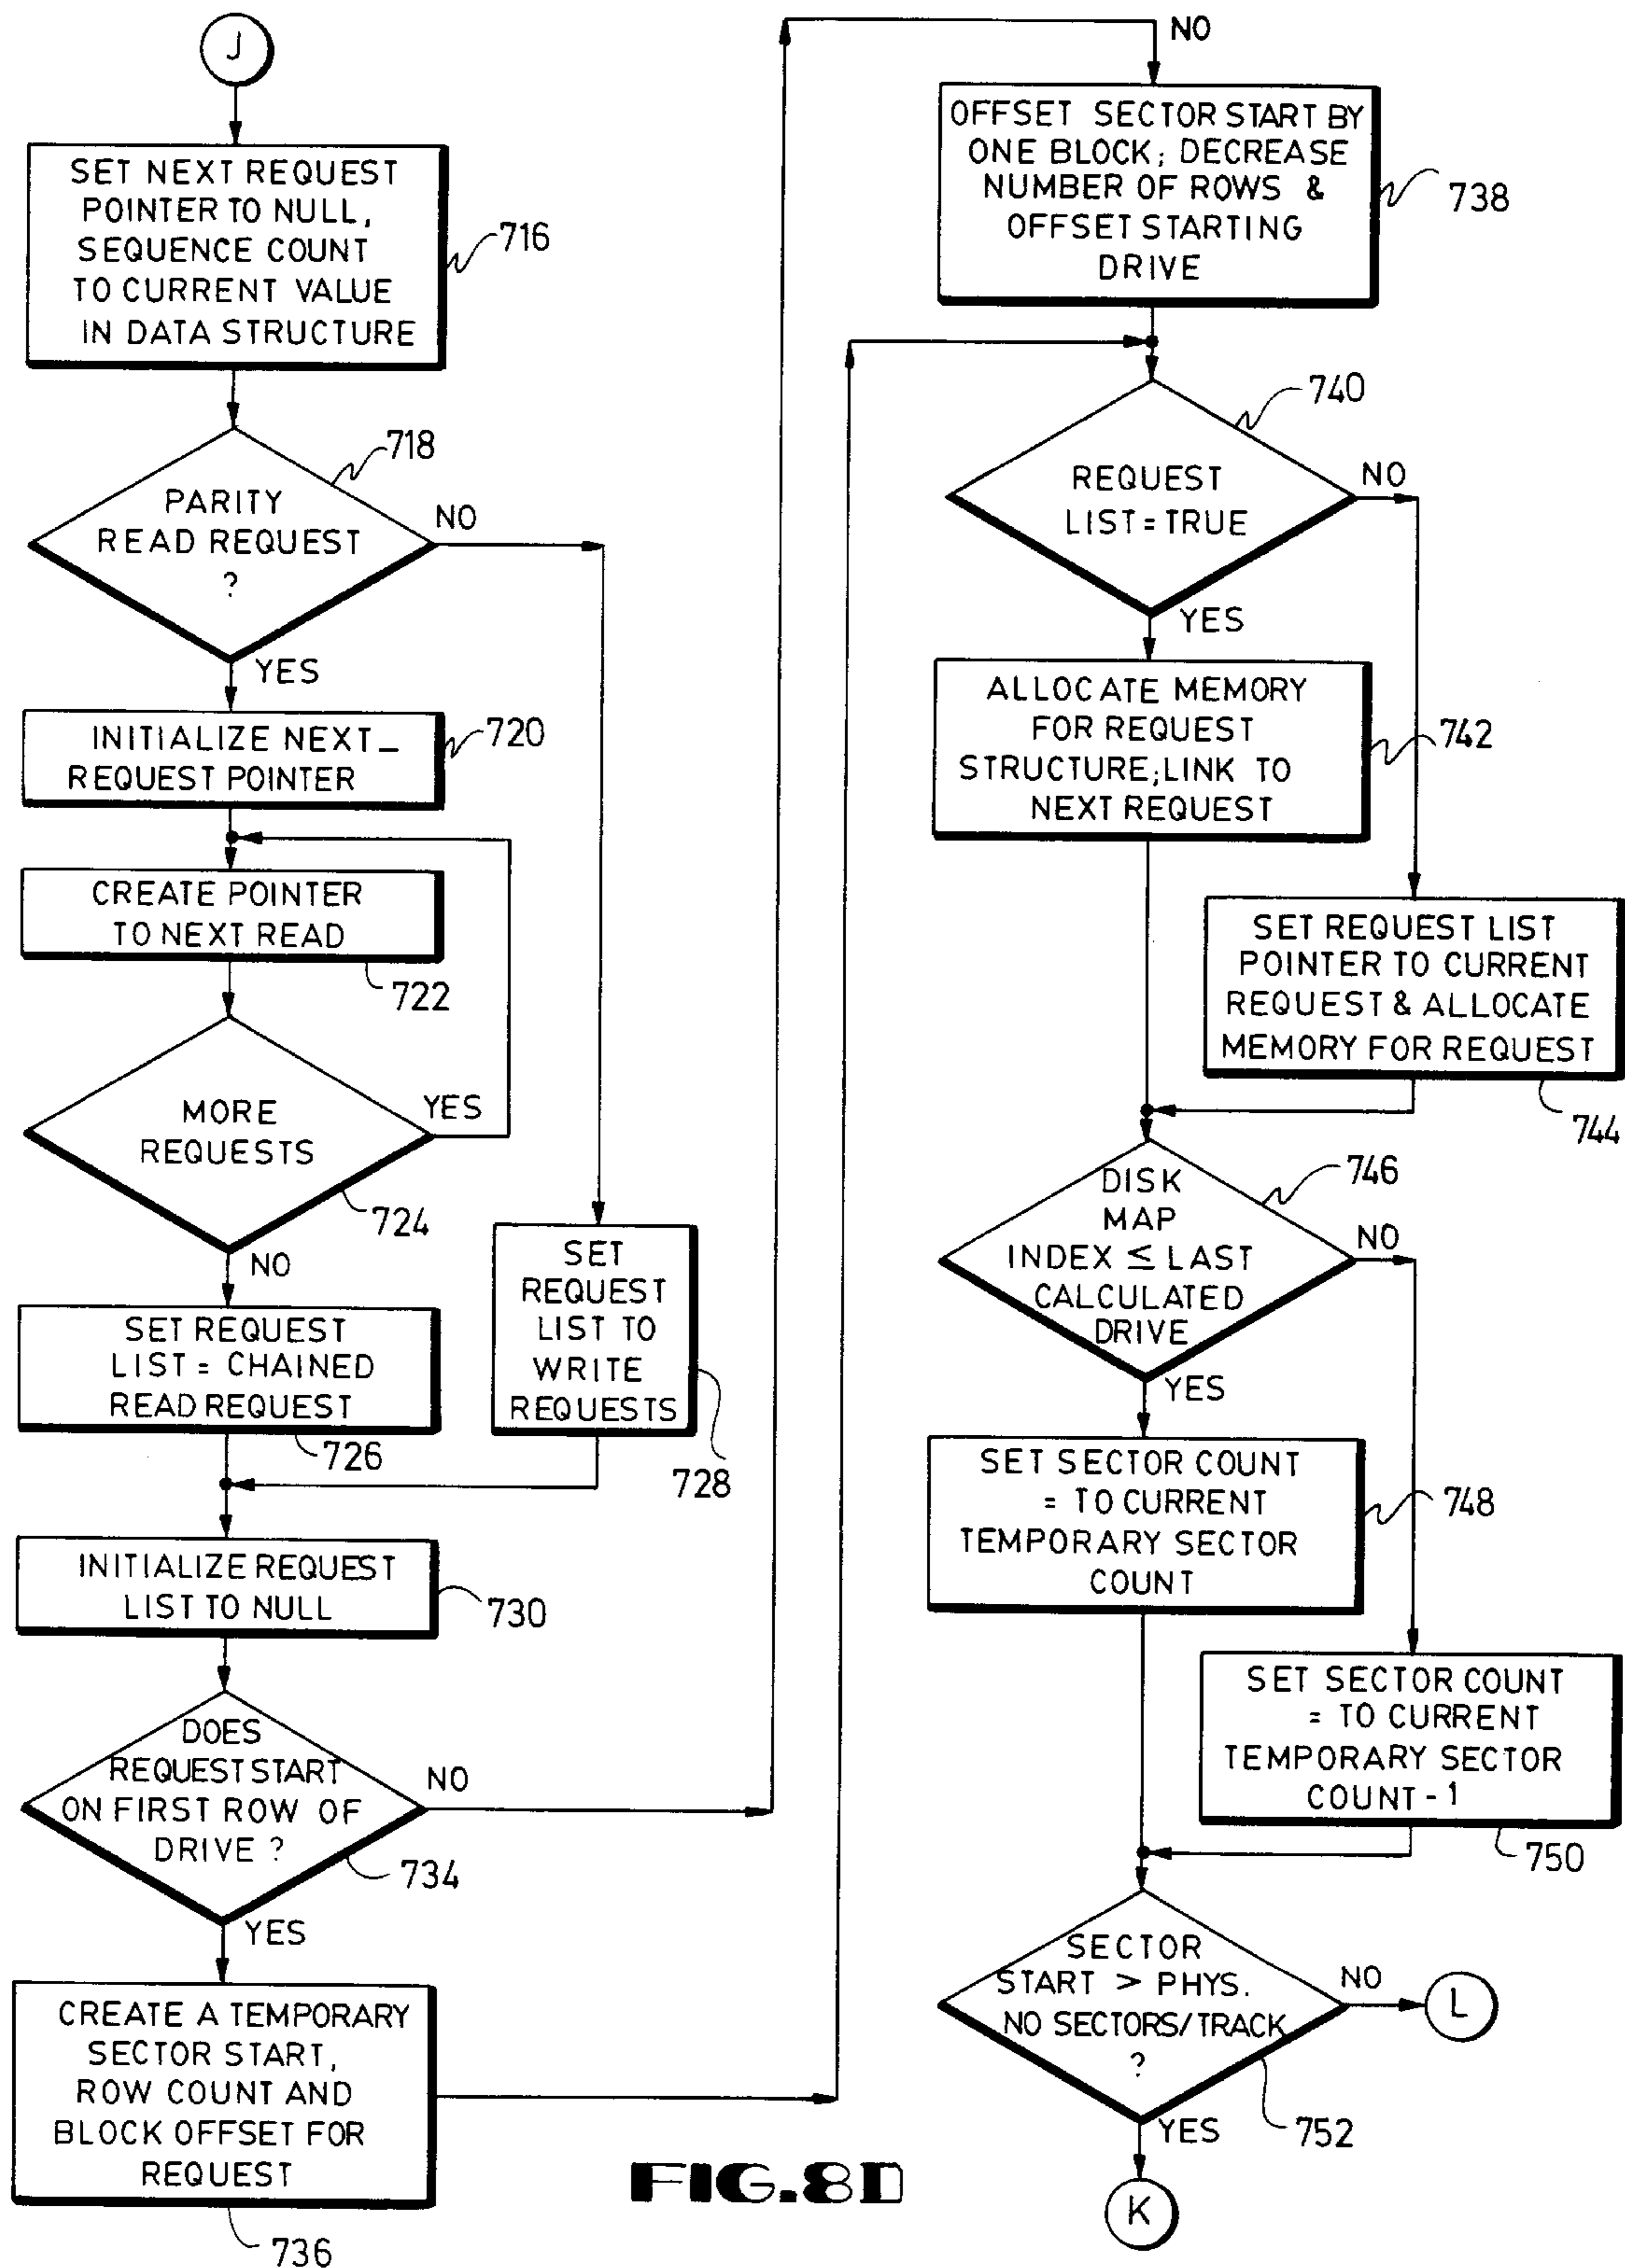 J
SET NEXT REQUEST
POINTER TO NULL,
SEQUENCE COUNT
TO CURRENT VALUE
IN DATA STRUCTURE
716
718
PARITY
READ REQUEST
?
NO
YES
INITIALIZE NEXT_
REQUEST POINTER
720
CREATE POINTER
TO NEXT READ
722
MORE
REQUESTS
YES
724
NO
SET REQUEST
LIST = CHAINED
READ REQUEST
726
SET
REQUEST
LIST TO
WRITE
REQUESTS
728
INITIALIZE REQUEST
LIST TO NULL
730
DOES
REQUEST START
ON FIRST ROW OF
DRIVE ?
NO
734
YES
CREATE A TEMPORARY
SECTOR START,
ROW COUNT AND
BLOCK OFFSET FOR
REQUEST
736
NO
OFFSET SECTOR START BY
ONE BLOCK; DECREASE
NUMBER OF ROWS &
OFFSET STARTING
DRIVE
738
740
REQUEST
LIST = TRUE
NO
YES
ALLOCATE MEMORY
FOR REQUEST
STRUCTURE; LINK TO
NEXT REQUEST
742
SET REQUEST LIST
POINTER TO CURRENT
REQUEST & ALLOCATE
MEMORY FOR REQUEST
744
746
DISK
MAP
INDEX ≤ LAST
CALCULATED
DRIVE
NO
YES
SET SECTOR COUNT
= TO CURRENT
TEMPORARY SECTOR
COUNT
748
SET SECTOR COUNT
= TO CURRENT
TEMPORARY SECTOR
COUNT - 1
750
SECTOR
START > PHYS.
NO SECTORS/TRACK
?
NO
L
752
YES
K
FIG.8D